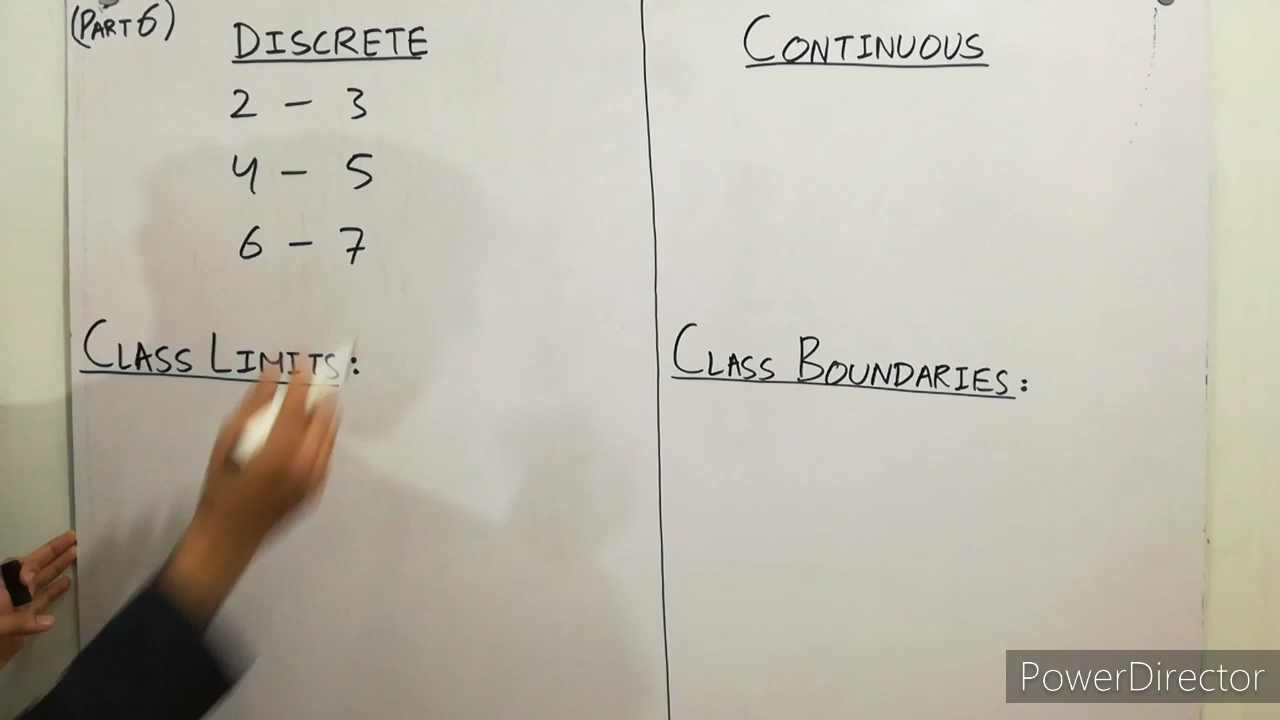 (PART 6)
DISCRETE
2 - 3
4 - 5
6 - 7
CLASS LIMITS:
CONTINUOUS
CLASS BOUNDARIES:
PowerDirector